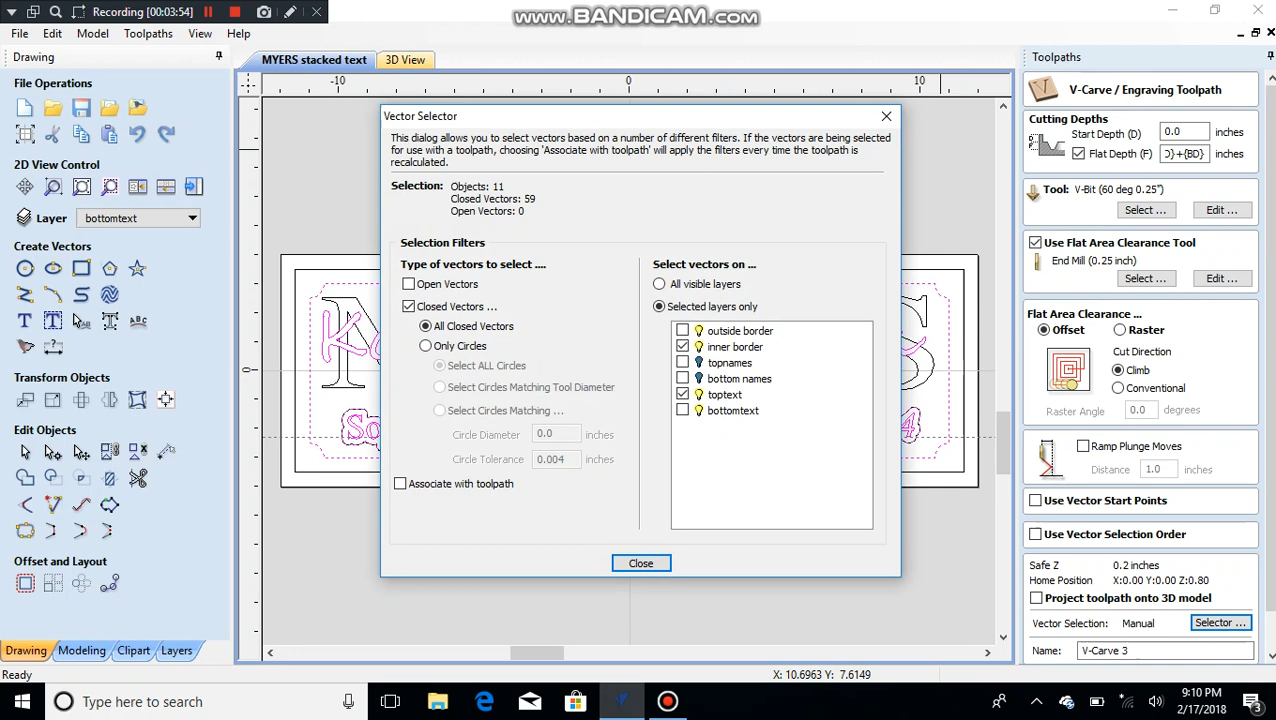 Recording [00:03:54]
www.BANDICAM.com
File Edit Model Toolpaths View Help
Drawing
File Operations
2D View Control
Layer bottomtext
Create Vectors
Transform Objects
Edit Objects
Offset and Layout
Drawing Modeling Clipart Layers
Ready
MYERS stacked text 3D View
-10 0 10
0
Vector Selector
This dialog allows you to select vectors based on a number of different filters. If the vectors are being selected
for use with a toolpath, choosing 'Associate with toolpath' will apply the filters every time the toolpath is
recalculated.
Selection: Objects: 11
Closed Vectors: 59
Open Vectors: 0
Selection Filters
Type of vectors to select ....
Open Vectors
Closed Vectors ...
All Closed Vectors
Only Circles
Select ALL Circles
Select Circles Matching Tool Diameter
Select Circles Matching ...
Circle Diameter 0.0 inches
Circle Tolerance 0.004 inches
Associate with toolpath
Select vectors on ...
All visible layers
Selected layers only
outside border
inner border
topnames
bottom names
toptext
bottomtext
Close
Toolpaths
V-Carve / Engraving Toolpath
Cutting Depths
Start Depth (D) 0.0 inches
Flat Depth (F) D}+{BD} inches
Tool: V-Bit (60 deg 0.25")
Select ... Edit ...
Use Flat Area Clearance Tool
End Mill (0.25 inch)
Select ... Edit ...
Flat Area Clearance ...
Offset Raster
Cut Direction
Climb
Conventional
Raster Angle 0.0 degrees
Ramp Plunge Moves
Distance 1.0 inches
Use Vector Start Points
Use Vector Selection Order
Safe Z 0.2 inches
Home Position X:0.00 Y:0.00 Z:0.80
Project toolpath onto 3D model
Vector Selection: Manual Selector ...
Name: V-Carve 3
X: 10.6963 Y: 7.6149
Type here to search
9:10 PM
2/17/2018
3